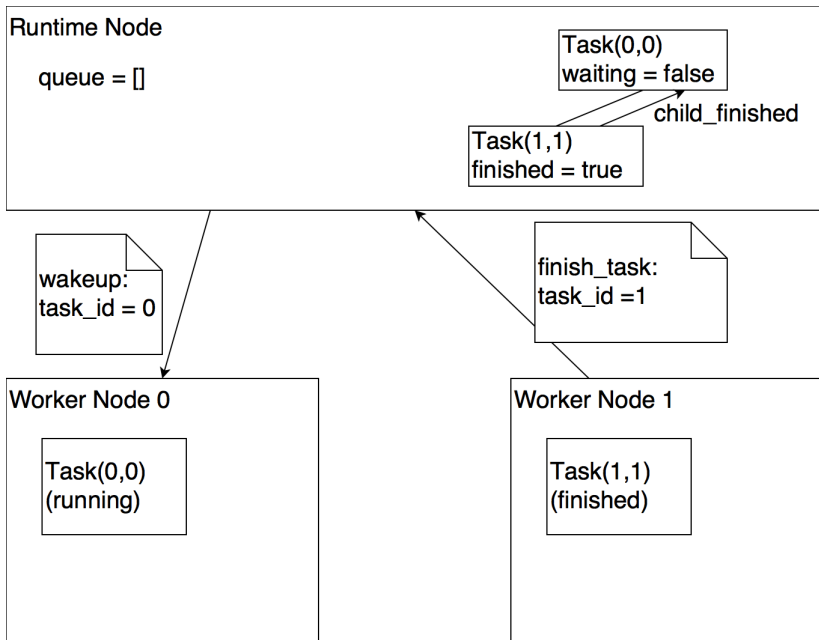 Runtime Node
queue = []
Task(0,0)
waiting = false
child_finished
Task(1,1)
finished = true
wakeup:
task_id = 0
finish_task:
task_id =1
Worker Node 0
Task(0,0)
(running)
Worker Node 1
Task(1,1)
(finished)